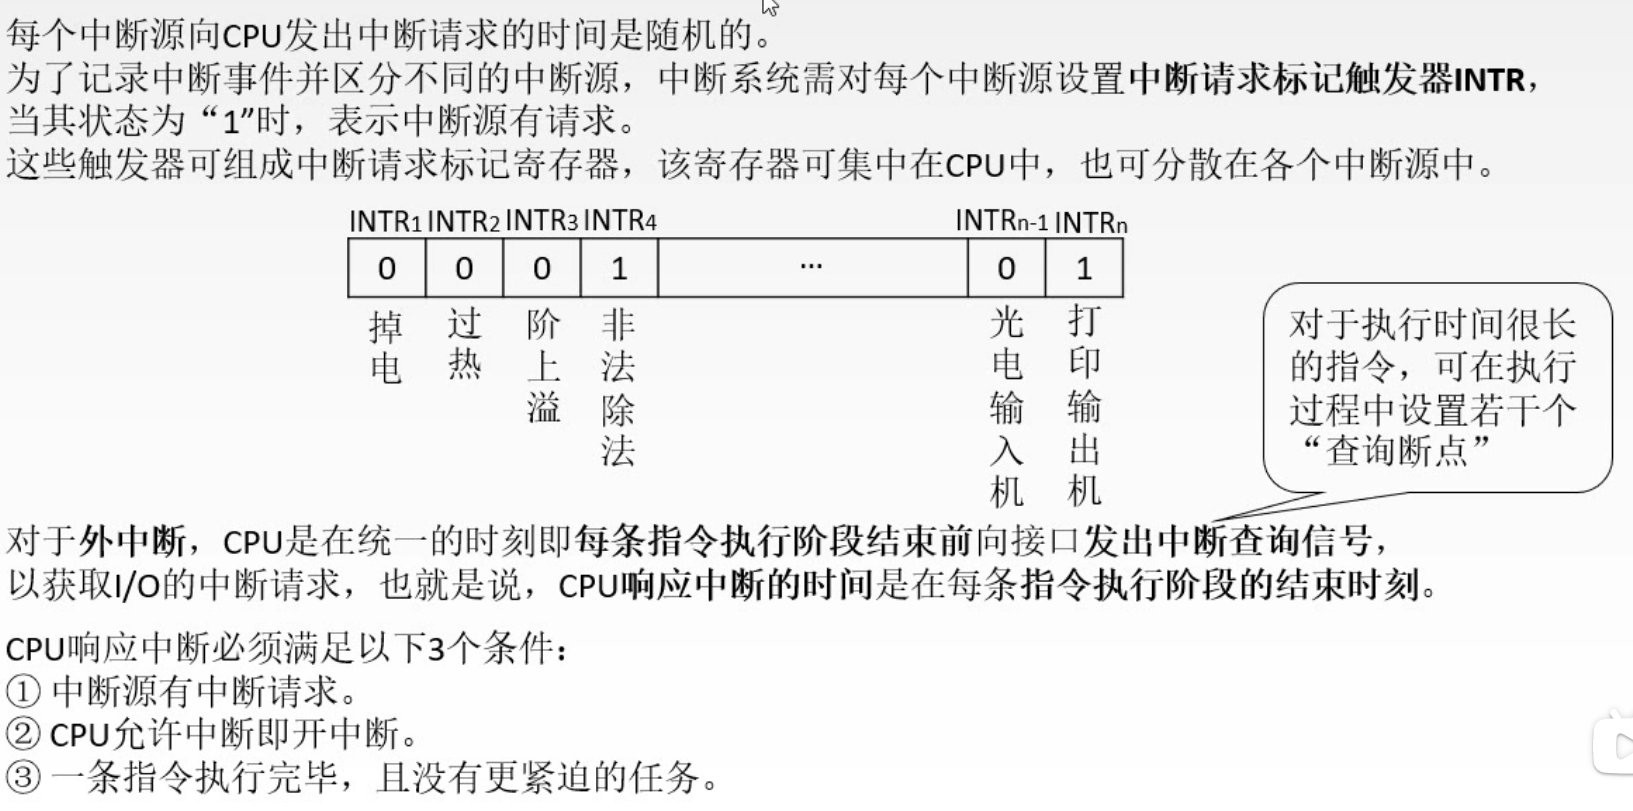 每个中断源向CPU发出中断请求的时间是随机的。
为了记录中断事件并区分不同的中断源，中断系统需对每个中断源设置中断请求标记触发器INTR，
当其状态为“1”时，表示中断源有请求。
这些触发器可组成中断请求标记寄存器，该寄存器可集中在CPU中，也可分散在各个中断源中。
INTR1 INTR2 INTR3 INTR4 INTRn-1 INTRn
0 0 0 1 ... 0 1
掉电
过热
阶上溢
非法除法
光电输入机
打印输出机
对于执行时间很长
的指令，可在执行
过程中设置若干个
“查询断点”
对于外中断，CPU是在统一的时刻即每条指令执行阶段结束前向接口发出中断查询信号，
以获取I/O的中断请求，也就是说，CPU响应中断的时间是在每条指令执行阶段的结束时刻。
CPU响应中断必须满足以下3个条件：
① 中断源有中断请求。
② CPU允许中断即开中断。
③ 一条指令执行完毕，且没有更紧迫的任务。